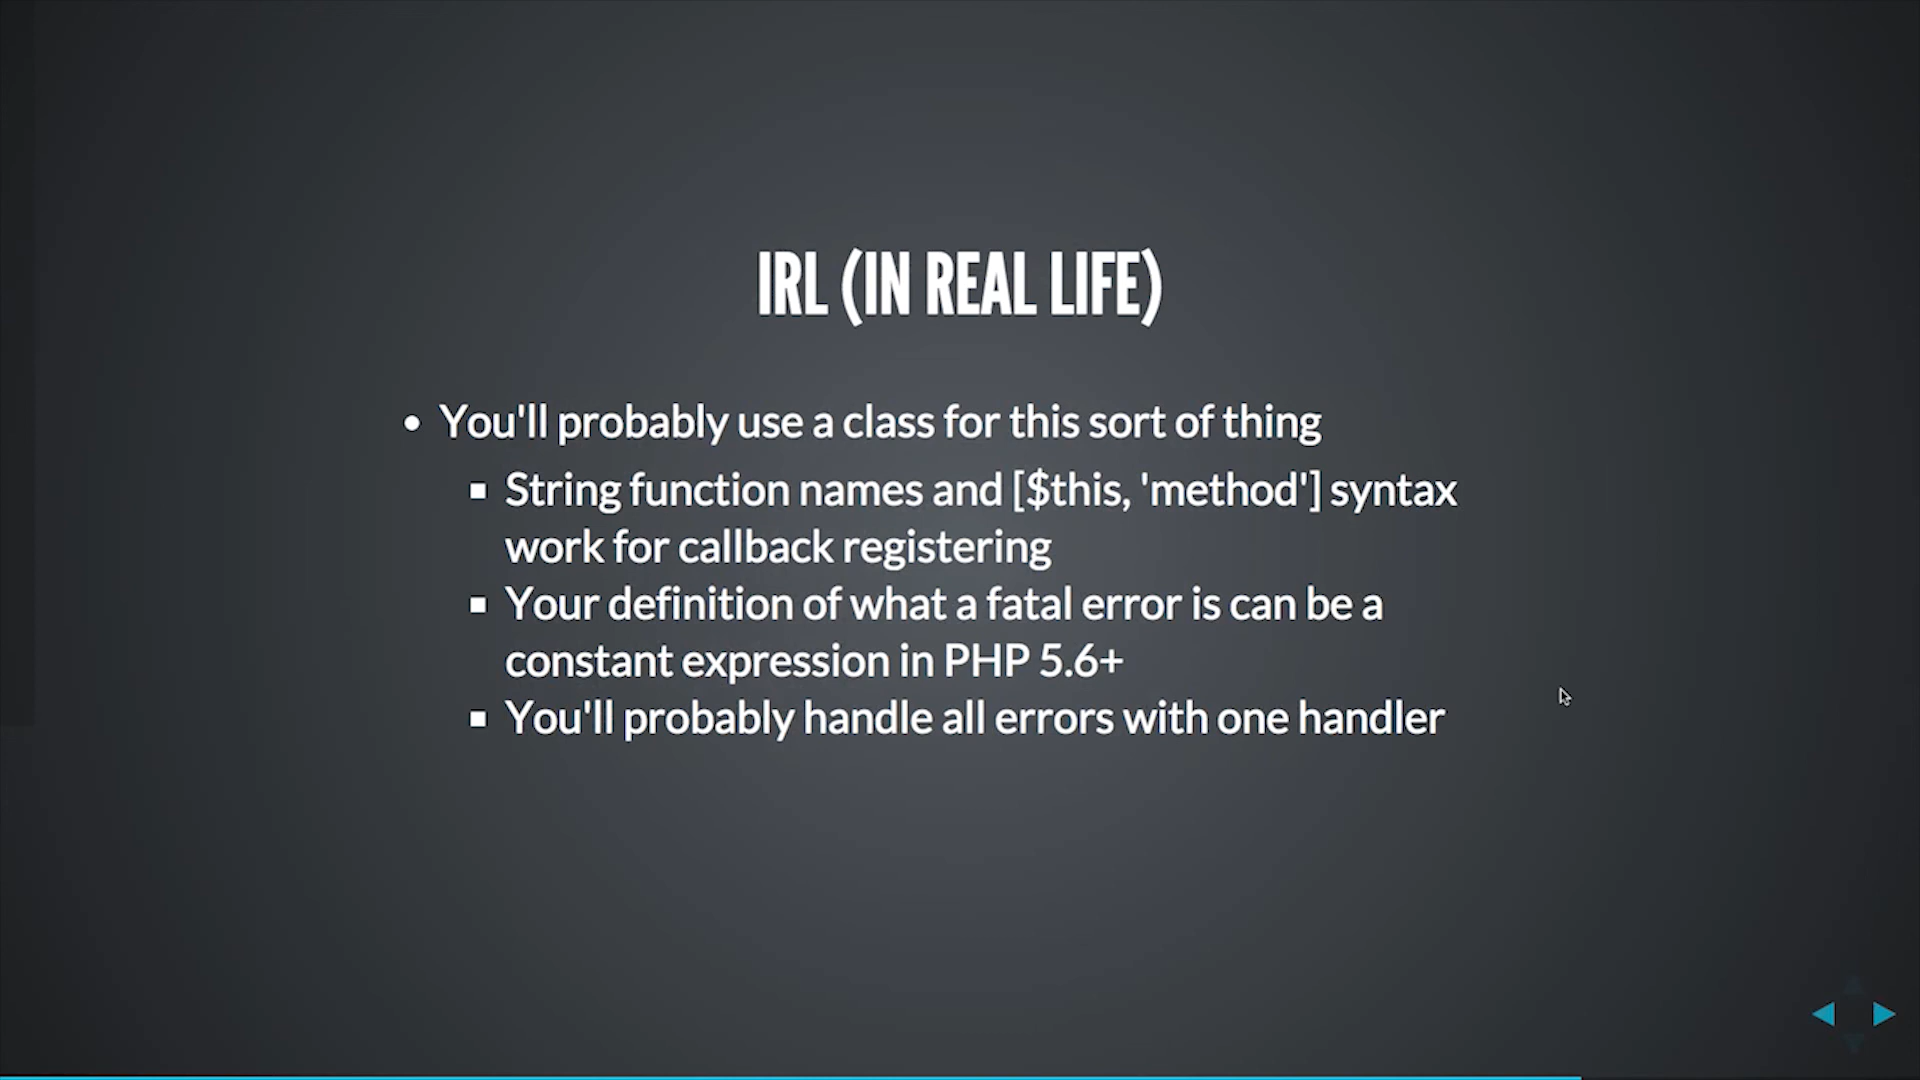 IRL (IN REAL LIFE)
You'll probably use a class for this sort of thing
String function names and [$this, 'method'] syntax
work for callback registering
Your definition of what a fatal error is can be a
constant expression in PHP 5.6+
You'll probably handle all errors with one handler